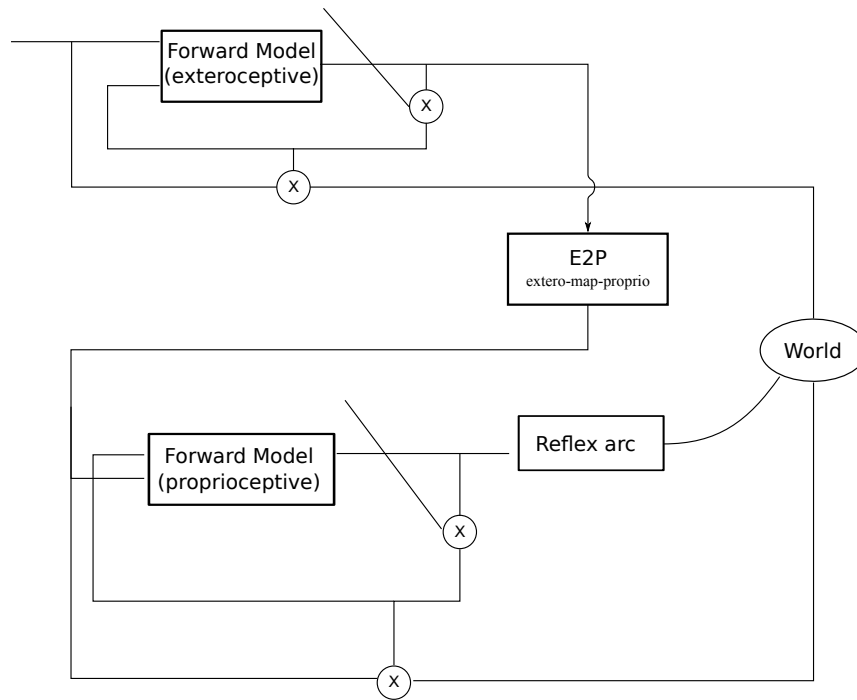 Forward Model
(exteroceptive)
X
X
E2P
extero-map-proprio
World
Forward Model
(proprioceptive)
Reflex arc
X
X